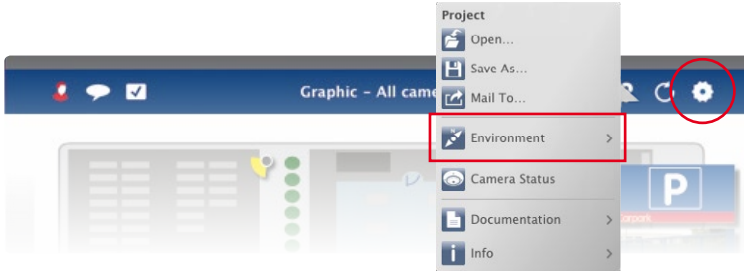 Project
Open...
Save As...
Graphic – All came
Mail To...
Environment
Camera Status
P
Carpark
Documentation
i Info